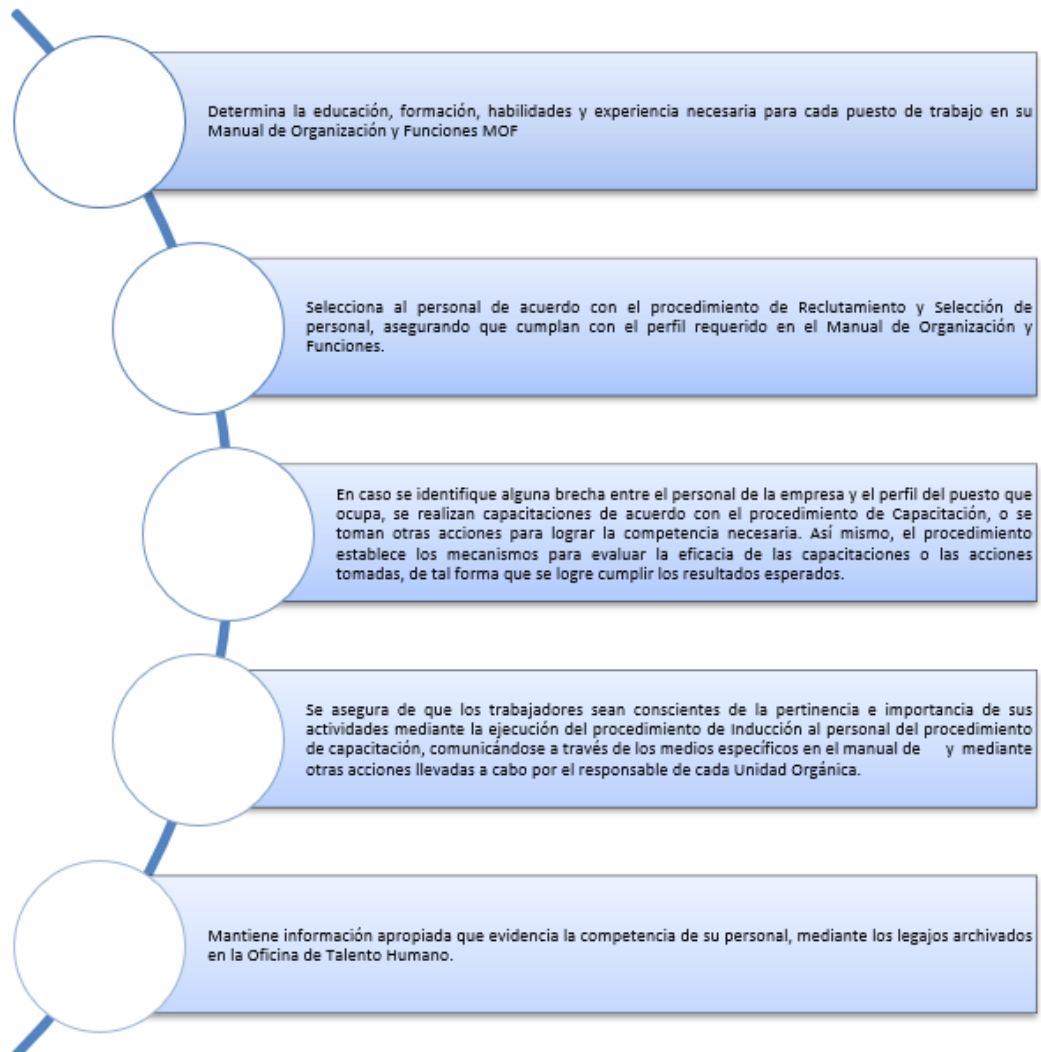 Determina la educación, formación, habilidades y experiencia necesaria para cada puesto de trabajo en su
Manual de Organización y Funciones MOF
Selecciona al personal de acuerdo con el procedimiento de Reclutamiento y Selección de
personal, asegurando que cumplan con el perfil requerido en el Manual de Organización y
Funciones.
En caso se identifique alguna brecha entre el personal de la empresa y el perfil del puesto que
ocupa, se realizan capacitaciones de acuerdo con el procedimiento de Capacitación, o se
toman otras acciones para lograr la competencia necesaria. Así mismo, el procedimiento
establece los mecanismos para evaluar la eficacia de las capacitaciones o las acciones
tomadas, de tal forma que se logre cumplir los resultados esperados.
Se asegura de que los trabajadores sean conscientes de la pertinencia e importancia de sus
actividades mediante la ejecución del procedimiento de Inducción al personal del procedimiento
de capacitación, comunicándose a través de los medios específicos en el manual de y mediante
otras acciones llevadas a cabo por el responsable de cada Unidad Orgánica.
Mantiene información apropiada que evidencia la competencia de su personal, mediante los legajos archivados
en la Oficina de Talento Humano.